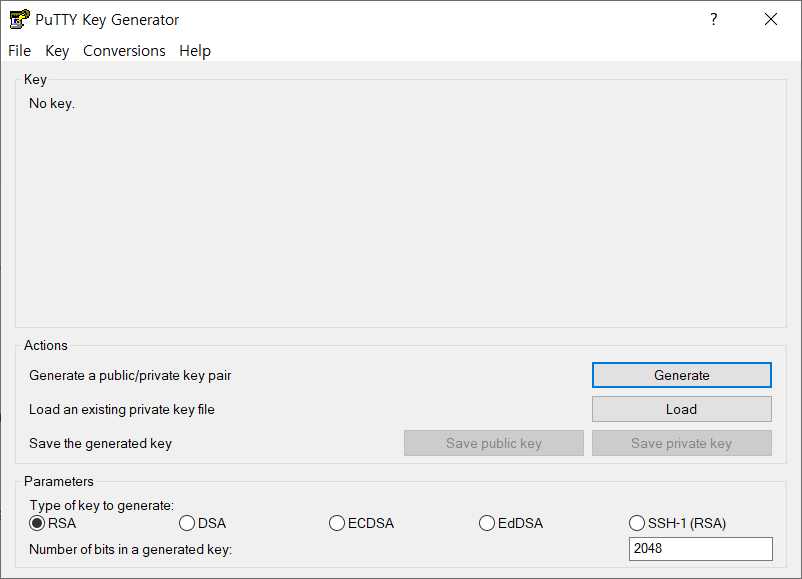 PuTTY Key Generator ?
File Key Conversions Help
Key
No key.
Actions
Generate a public/private key pair Generate
Load an existing private key file Load
Save the generated key Save public key Save private key
Parameters
Type of key to generate:
RSA DSA ECDSA EdDSA SSH-1 (RSA)
Number of bits in a generated key: 2048